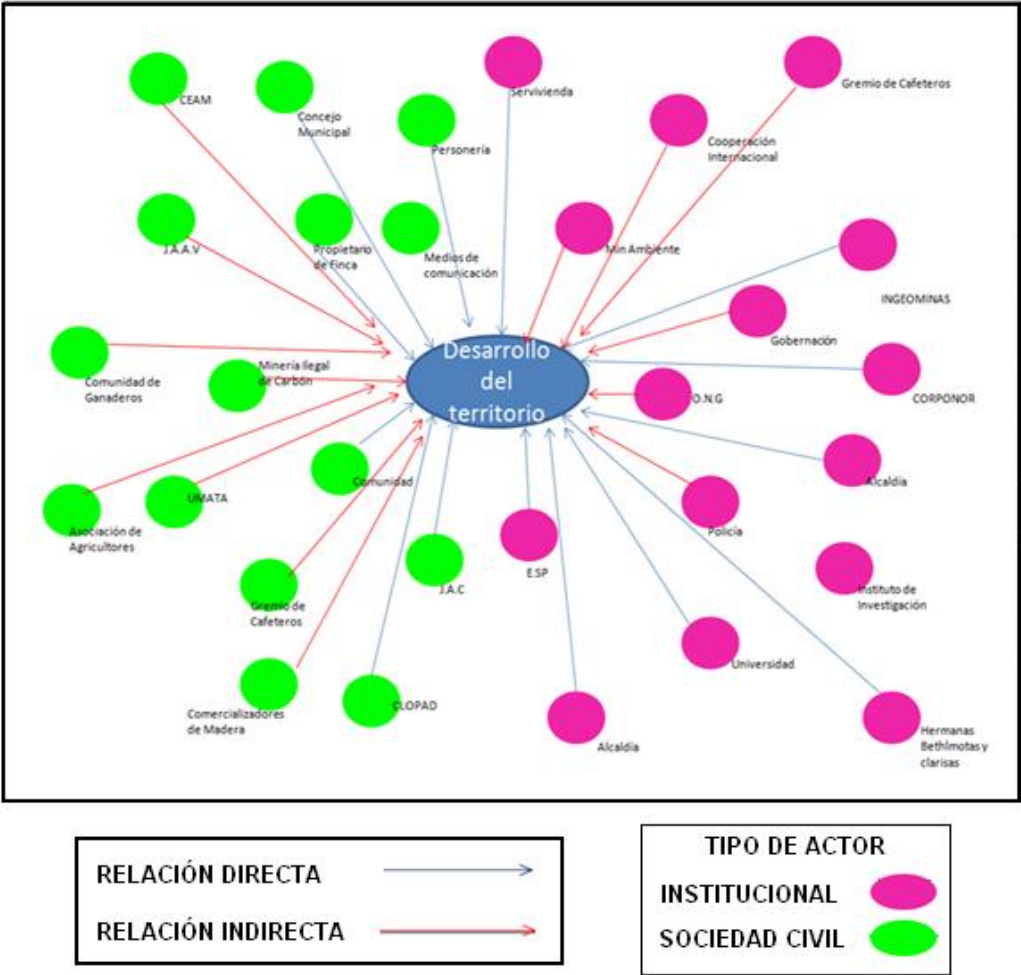 Servivienda
Gremio de Cafeteros
CEAM
Concejo
Municipal
Personería
Cooperación
Internacional
J.A.A.V
Propietario
de Finca
Medios de
comunicación
Min Ambiente
INGEOMINAS
Gobernación
Desarrollo
del
territorio
Comunidad de
Ganaderos
Minería Ilegal
de Carbón
O.N.G
CORPONOR
Comunidad
Alcaldía
UMATA
Asociación de
Agricultores
Policía
E.S.P
J.A.C
Instituto de
Investigación
Gremio de
Cafeteros
Universidad
CLOPAD
Comercializadores
de Madera
Alcaldía
Hermanas
Bethlmotas y
clarisas
RELACIÓN DIRECTA
RELACIÓN INDIRECTA
TIPO DE ACTOR
INSTITUCIONAL
SOCIEDAD CIVIL